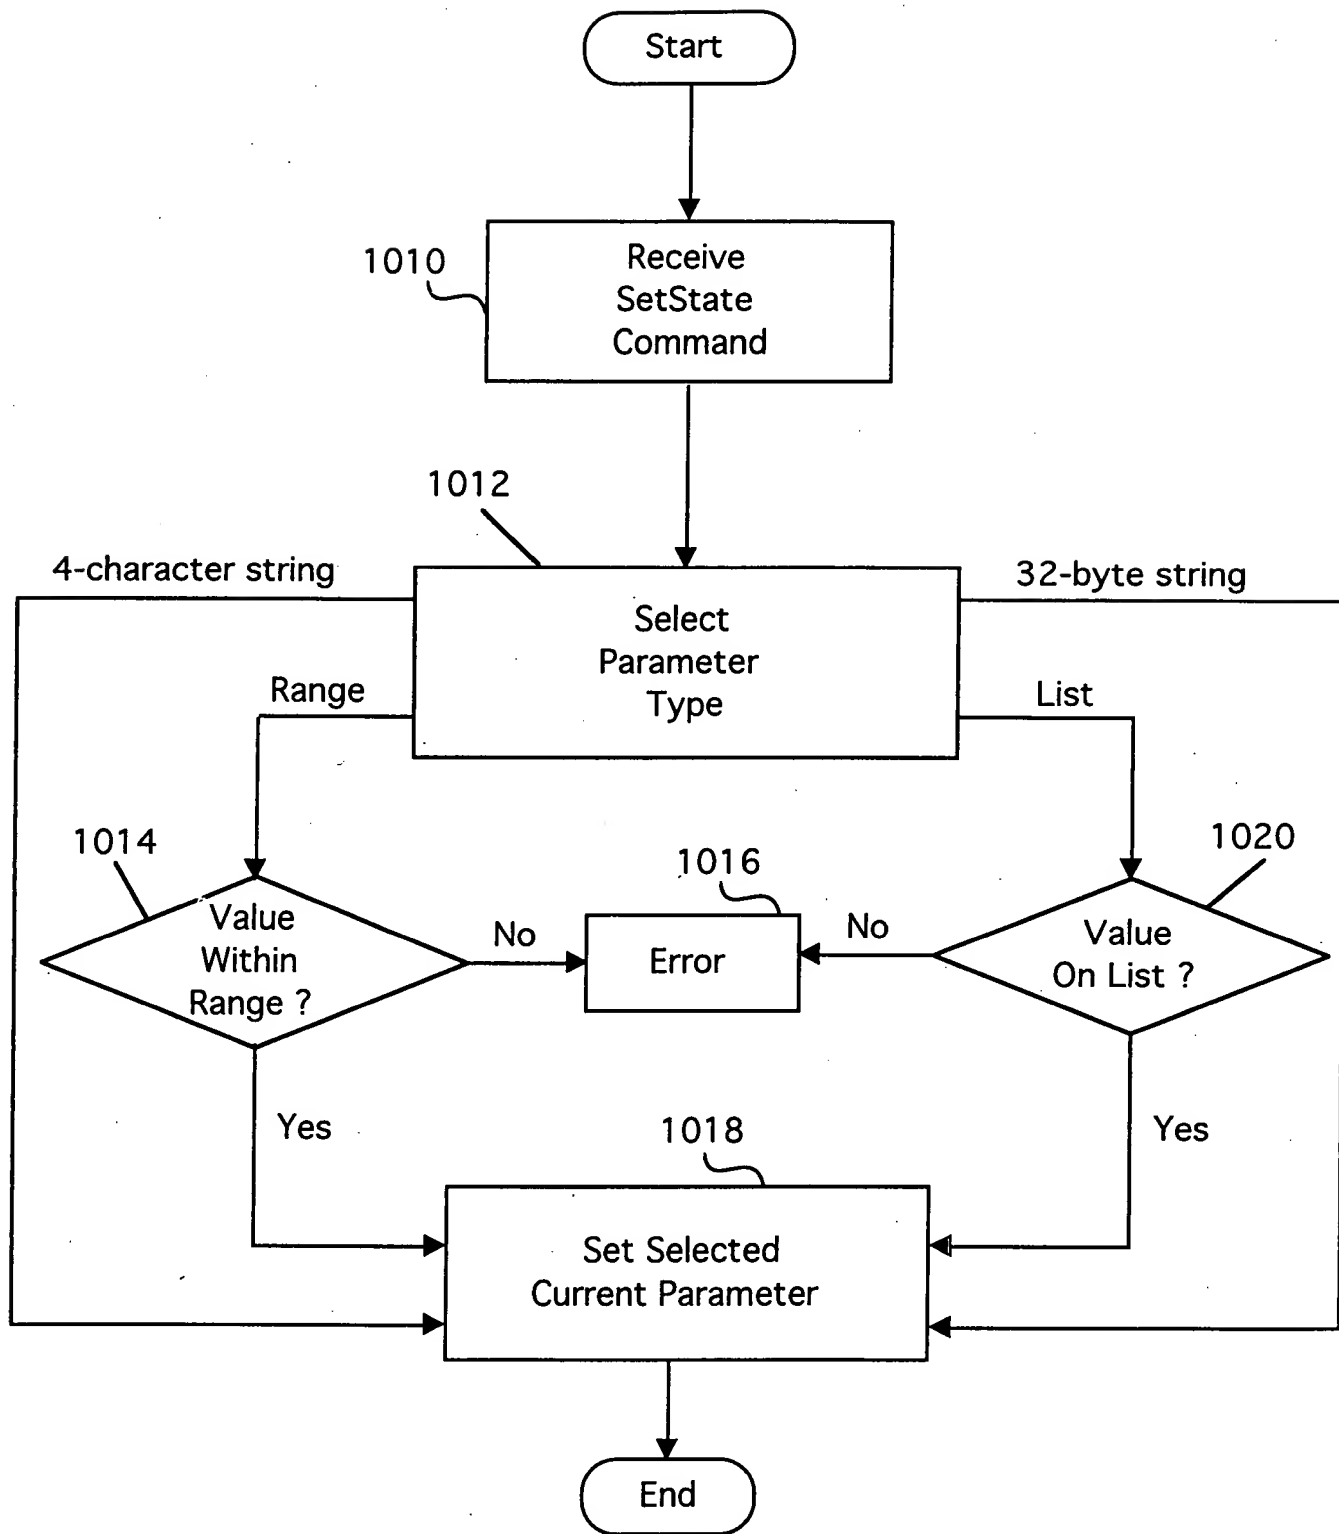 Start
1010
Receive
SetState
Command
1012
4-character string
32-byte string
Select
Parameter
Type
Range
List
1014
1016
1020
Value
Within
Range ?
No
Error
No
Value
On List ?
Yes
1018
Yes
Set Selected
Current Parameter
End